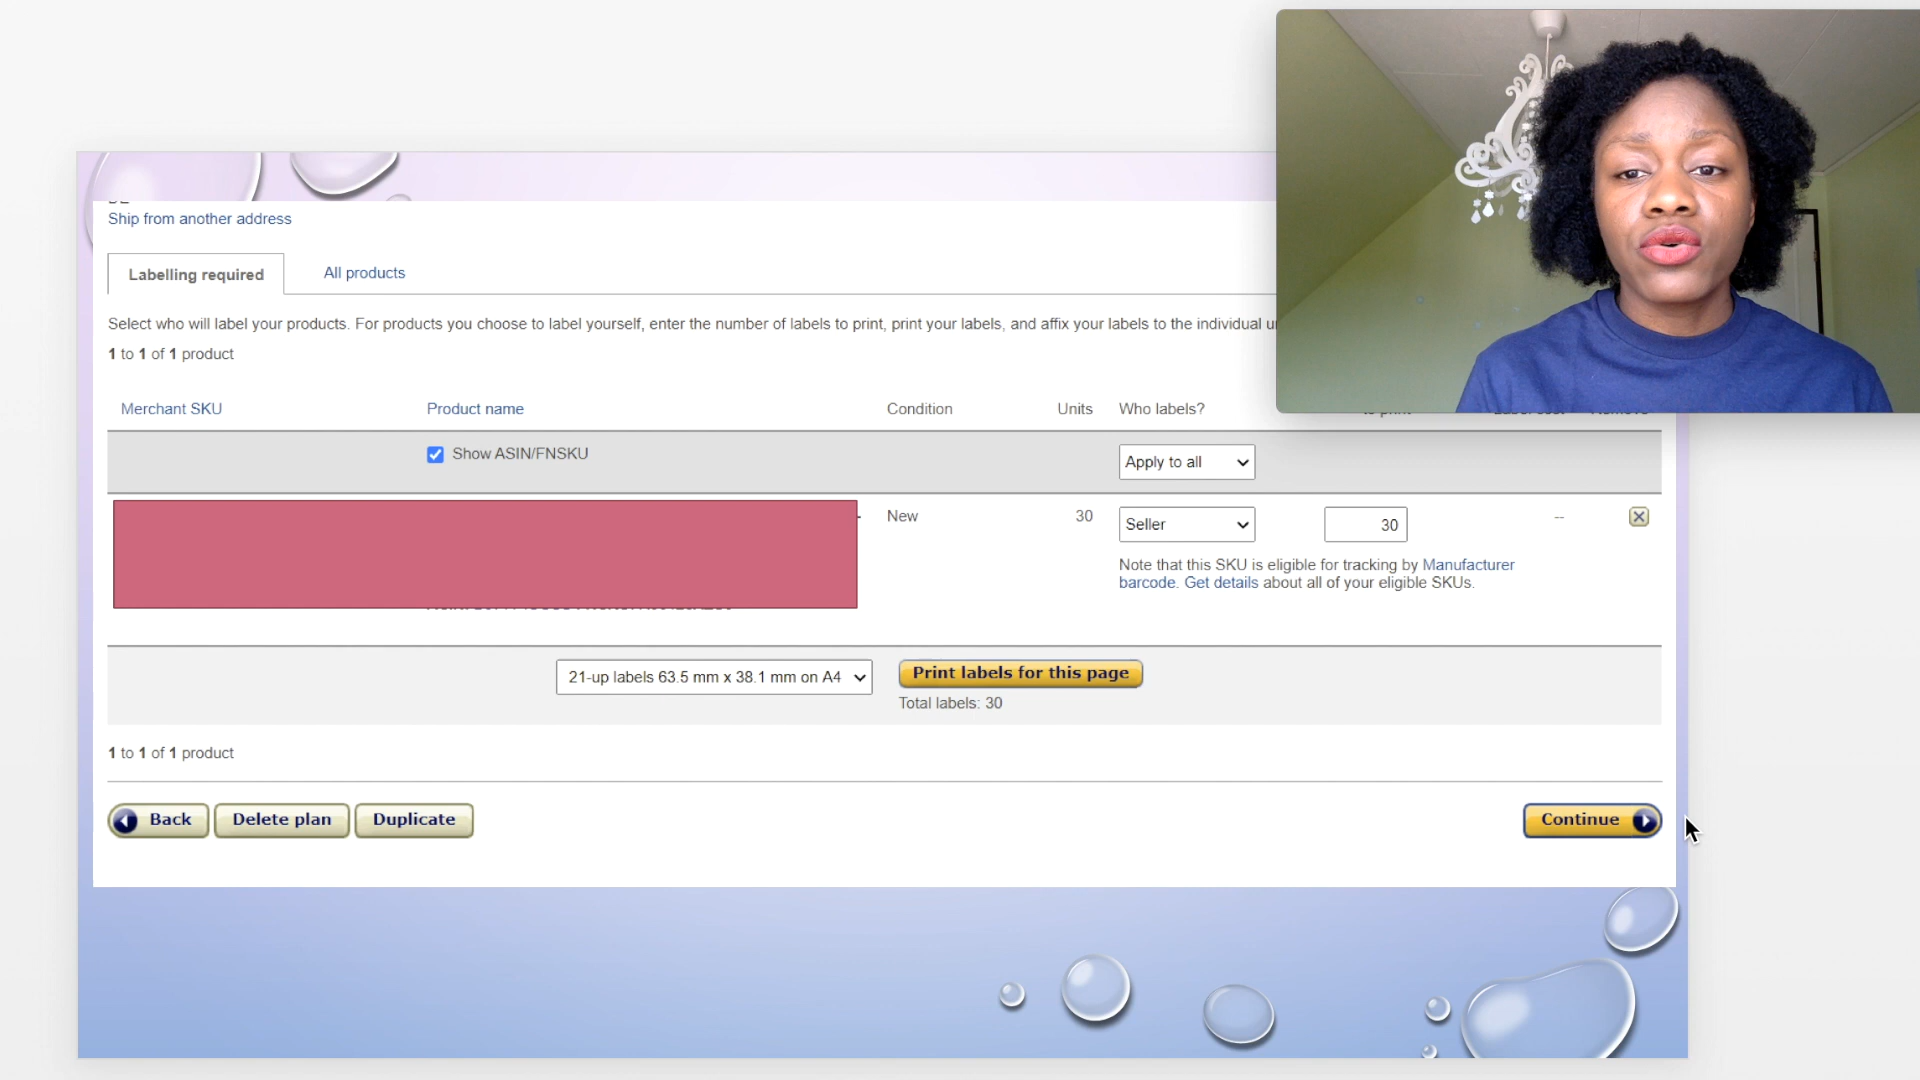 Ship from another address
Labelling required
All products
Select who will label your products. For products you choose to label yourself, enter the number of labels to print, print your labels, and affix your labels to the individual
1 to 1 of 1 product
Merchant SKU
Product name
Condition
Units
Who labels?
Show ASIN/FNSKU
Apply to all
New
30
Seller
30
--
Note that this SKU is eligible for tracking by Manufacturer
barcode. Get details about all of your eligible SKUs.
21-up labels 63.5 mm x 38.1 mm on A4
Print labels for this page
Total labels: 30
1 to 1 of 1 product
Back
Delete plan
Duplicate
Continue